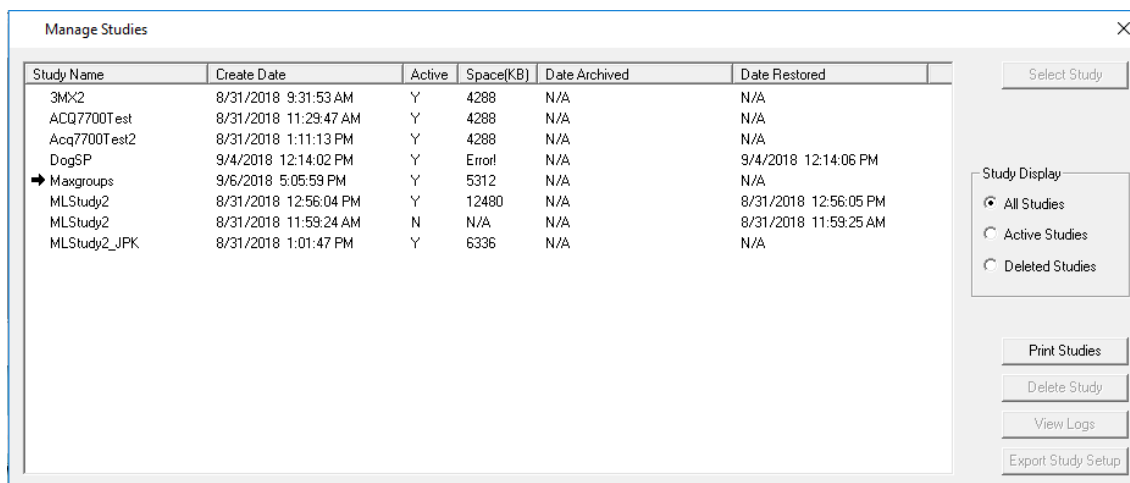 Manage Studies
Study Name Create Date Active Space(KB) Date Archived Date Restored
3MX2 8/31/2018 9:31:53 AM Y 4288 N/A N/A
ACQ7700Test 8/31/2018 11:29:47 AM Y 4288 N/A N/A
Acq7700Test2 8/31/2018 1:11:13 PM Y 4288 N/A N/A
DogSP 9/4/2018 12:14:02 PM Y Error! N/A 9/4/2018 12:14:06 PM
Maxgroups 9/6/2018 5:05:59 PM Y 5312 N/A N/A
MLStudy2 8/31/2018 12:56:04 PM Y 12480 N/A 8/31/2018 12:56:05 PM
MLStudy2 8/31/2018 11:59:24 AM N N/A N/A 8/31/2018 11:59:25 AM
MLStudy2_JPK 8/31/2018 1:01:47 PM Y 6336 N/A N/A
Select Study
Study Display
All Studies
Active Studies
Deleted Studies
Print Studies
Delete Study
View Logs
Export Study Setup